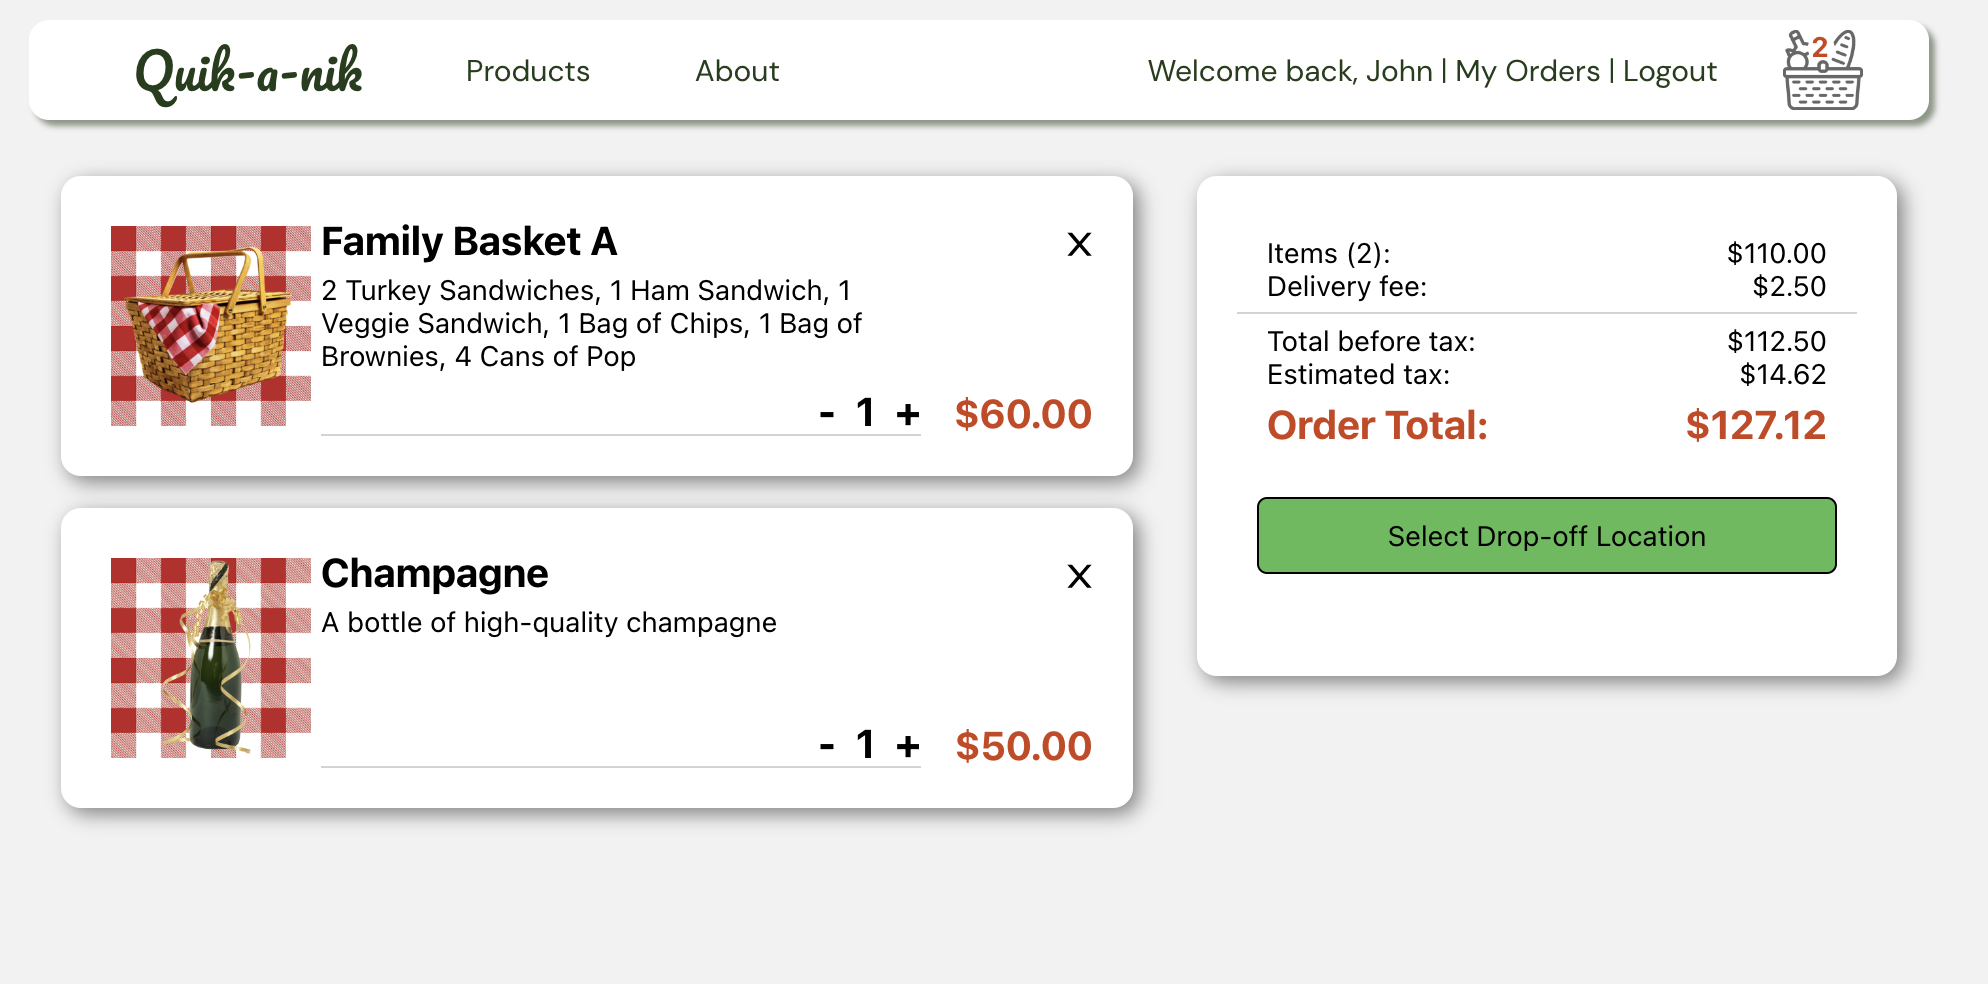 Quik-a-nik Products About Welcome back, John | My Orders | Logout 2
Family Basket A X
2 Turkey Sandwiches, 1 Ham Sandwich, 1
Veggie Sandwich, 1 Bag of Chips, 1 Bag of
Brownies, 4 Cans of Pop
- 1 + $60.00
Champagne X
A bottle of high-quality champagne
- 1 + $50.00
Items (2): $110.00
Delivery fee: $2.50
Total before tax: $112.50
Estimated tax: $14.62
Order Total: $127.12
Select Drop-off Location